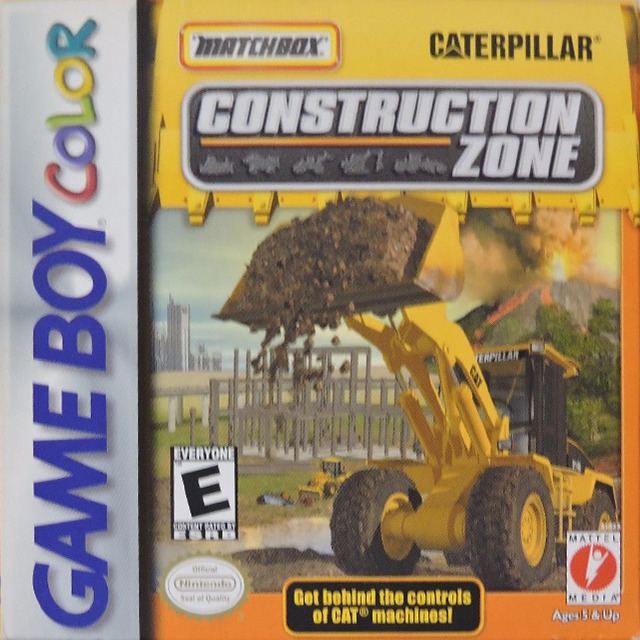 GAME BOY COLOR
MATCHBOX
CATERPILLAR®
CONSTRUCTION
ZONE
CATERPILLAR
CAT
EVERYONE
E
CONTENT RATED BY
ESRB
Official
Nintendo
Seal of Quality
Get behind the controls
of CAT® machines!
MATTEL
MEDIA
Ages 5 & Up